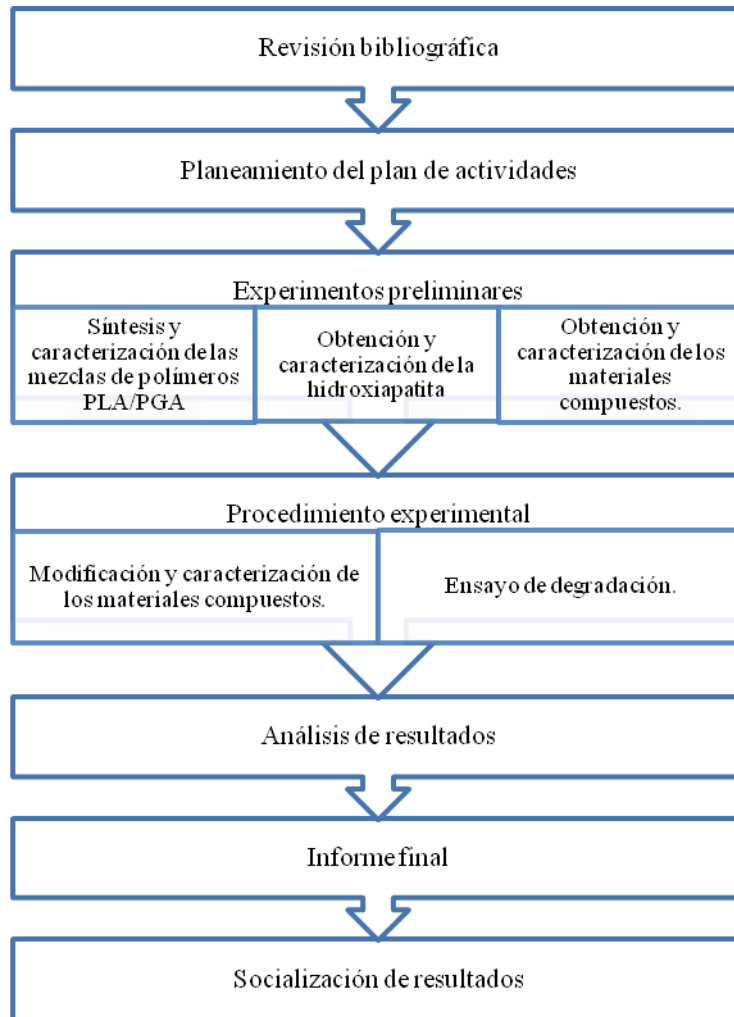 Revisión bibliográfica
Planeamiento del plan de actividades
Experimentos preliminares
Síntesis y
caracterización de las
mezclas de polímeros
PLA/PGA
Obtención y
caracterización de la
hidroxiapatita
Obtención y
caracterización de los
materiales
compuestos.
Procedimiento experimental
Modificación y caracterización de
los materiales compuestos.
Ensayo de degradación.
Análisis de resultados
Informe final
Socialización de resultados